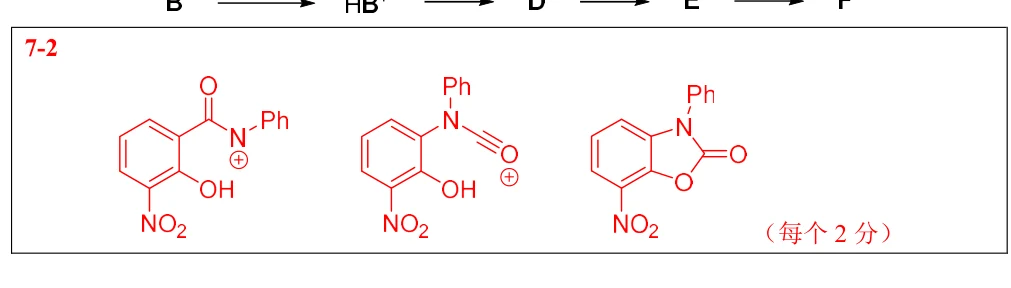 B HB⁺ D E F
7-2
O Ph N ⊕ OH NO₂
Ph N O ⊕ OH NO₂
Ph N O O NO₂
（每个 2 分）